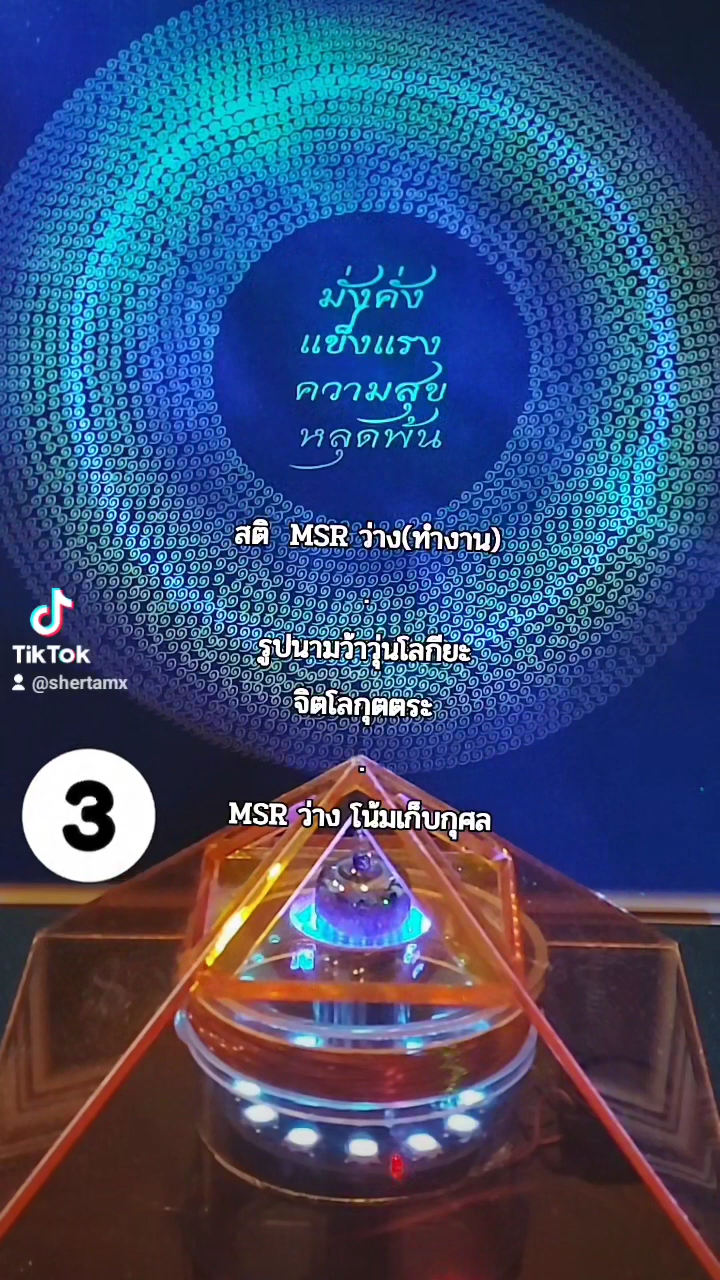 มั่งคั่ง
แข็งแรง
ความสุข
หลุดพ้น
สติ MSR ว่าง(ทำงาน)
.
รูปนามว้าวุ่นโลกียะ
จิตโลกุตตระ
.
MSR ว่าง โน้มเก็บกุศล
TikTok
@shertamx
3